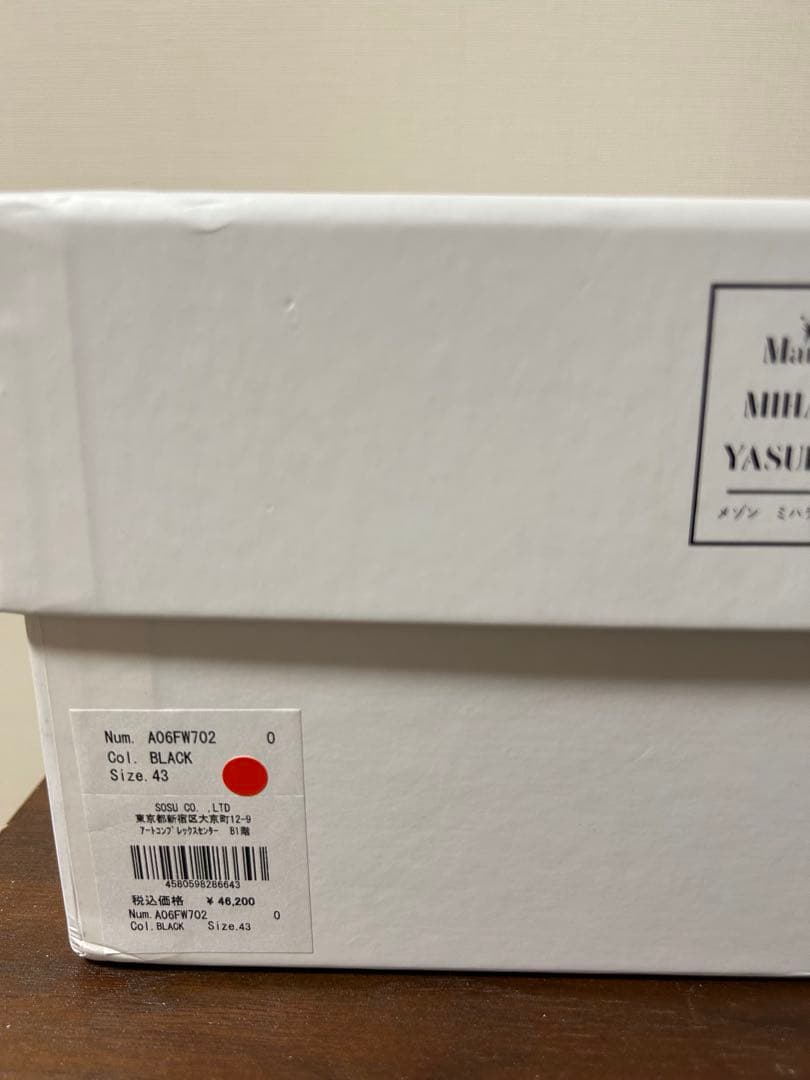 MIHA
メゾン ミハ
Num. A06FW702 0
Col. BLACK
Size. 43
SOSU CO. ,LTD
東京都新宿区大京町12-9
ｱｰﾄｺﾝﾌﾟﾚｯｸｽｾﾝﾀｰ B1階
4580598286643
税込価格 ¥ 46,200
Num. A06FW702 0
Col. BLACK Size. 43